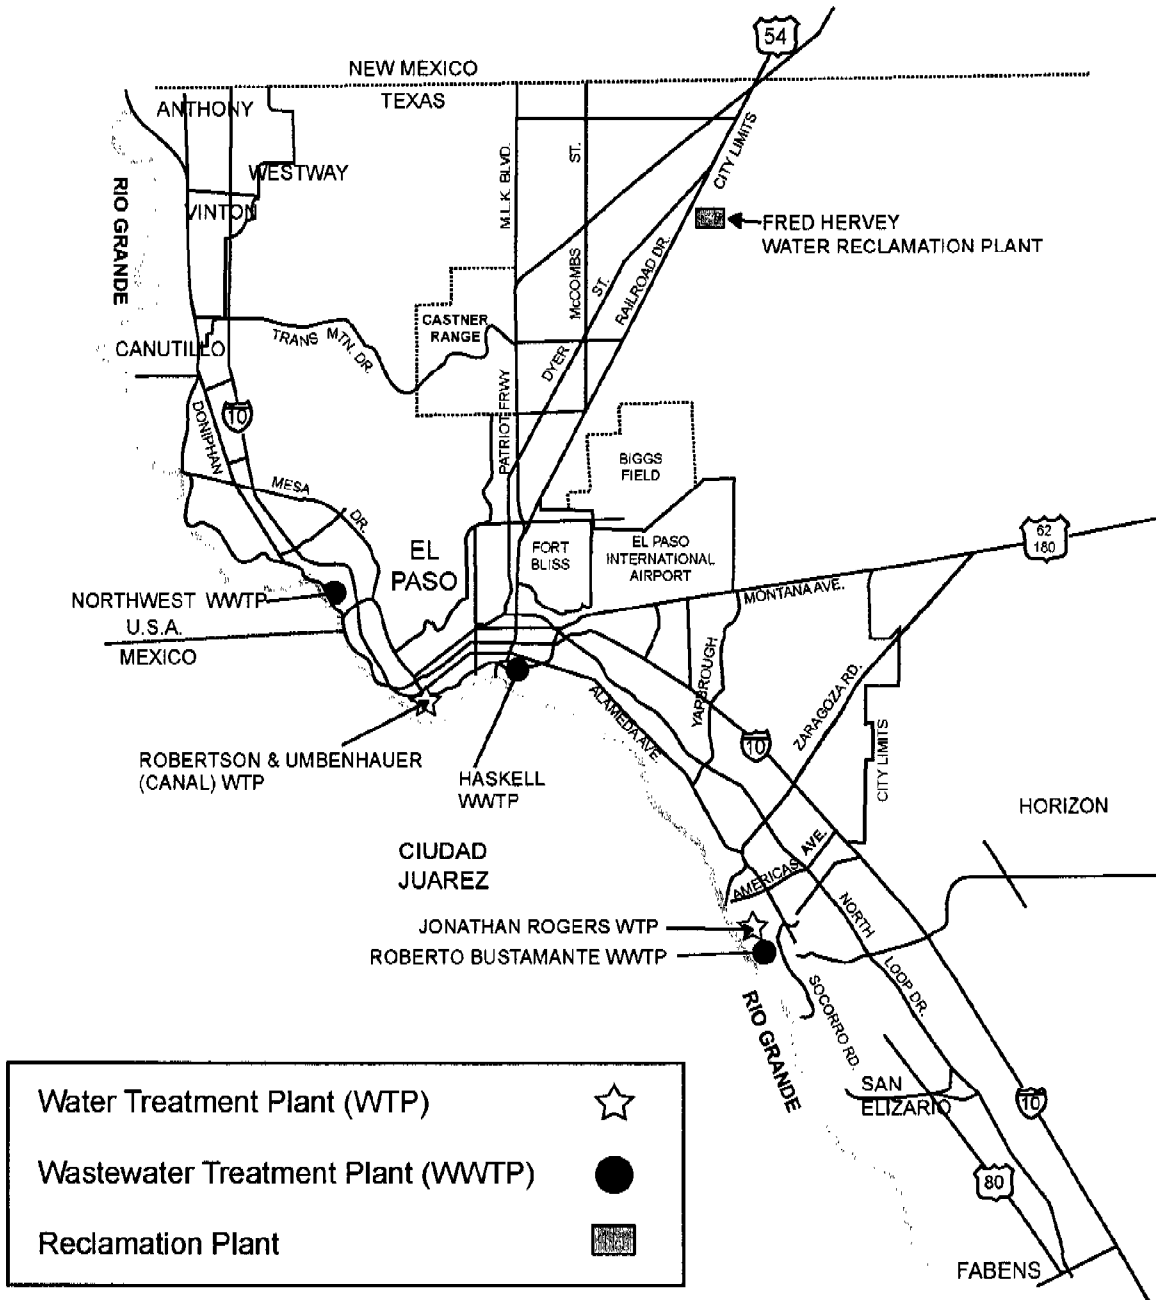 54
NEW MEXICO
TEXAS
ANTHONY
WESTWAY
VINTON
RIO GRANDE
M.L.K. BLVD.
McCOMBS ST.
CITY LIMITS
FRED HERVEY
WATER RECLAMATION PLANT
RAILROAD DR.
DYER ST.
CASTNER
RANGE
TRANS MTN. DR.
CANUTILLO
10
DONIPHAN
PATRIOT FRWY
MESA DR.
BIGGS
FIELD
EL
PASO
FORT
BLISS
EL PASO
INTERNATIONAL
AIRPORT
62
180
MONTANA AVE.
NORTHWEST WWTP
U.S.A.
MEXICO
YARBROUGH
ZARAGOZA RD.
ALAMEDA AVE.
10
CITY LIMITS
ROBERTSON & UMBENHAUER
(CANAL) WTP
HASKELL
WWTP
HORIZON
CIUDAD
JUAREZ
AMERICAS AVE.
JONATHAN ROGERS WTP
ROBERTO BUSTAMANTE WWTP
NORTH LOOP DR.
SOCORRO RD.
RIO GRANDE
SAN
ELIZARIO
10
80
FABENS
Water Treatment Plant (WTP)
Wastewater Treatment Plant (WWTP)
Reclamation Plant